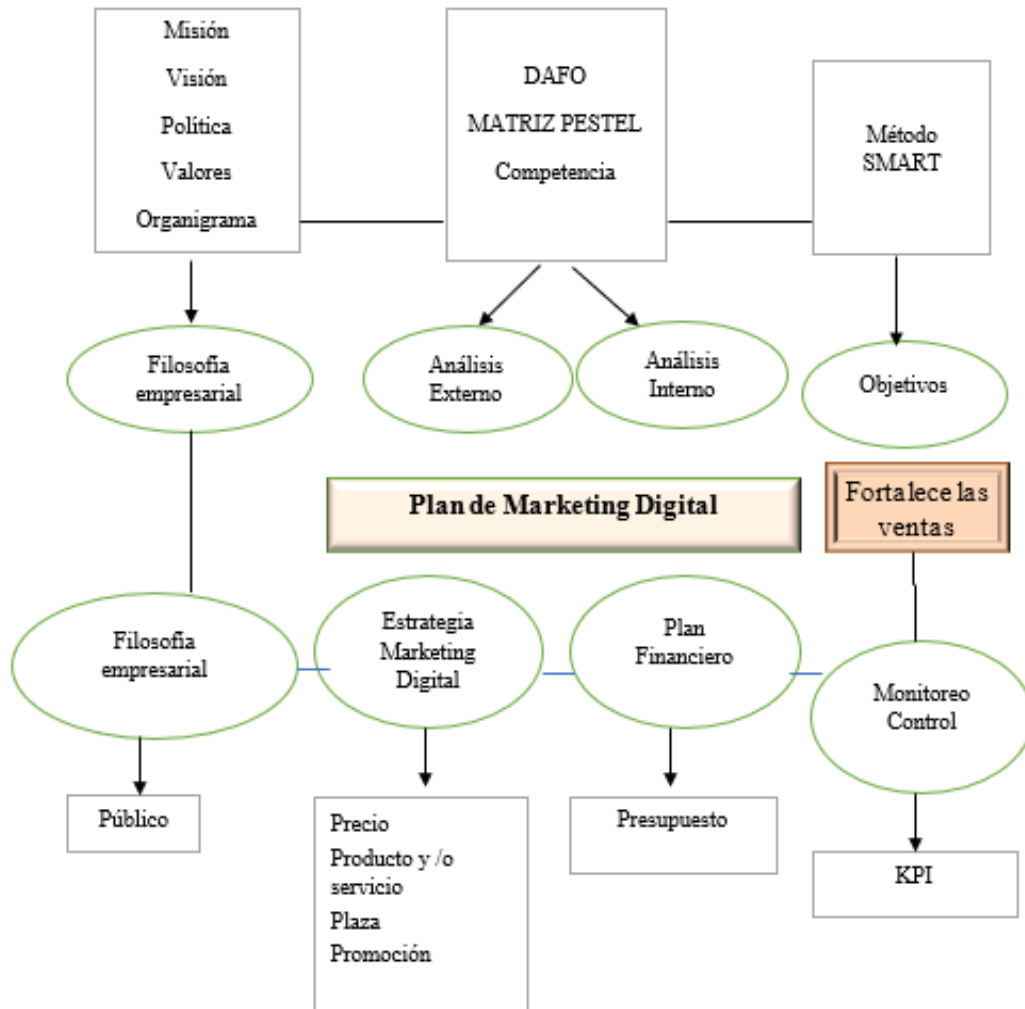 Misión
Visión
Política
Valores
Organigrama
DAFO
MATRIZ PESTEL
Competencia
Método
SMART
Filosofía
empresarial
Análisis
Externo
Análisis
Interno
Objetivos
Plan de Marketing Digital
Fortalece las
ventas
Filosofía
empresarial
Estrategia
Marketing
Digital
Plan
Financiero
Monitoreo
Control
Público
Precio
Producto y /o
servicio
Plaza
Promoción
Presupuesto
KPI